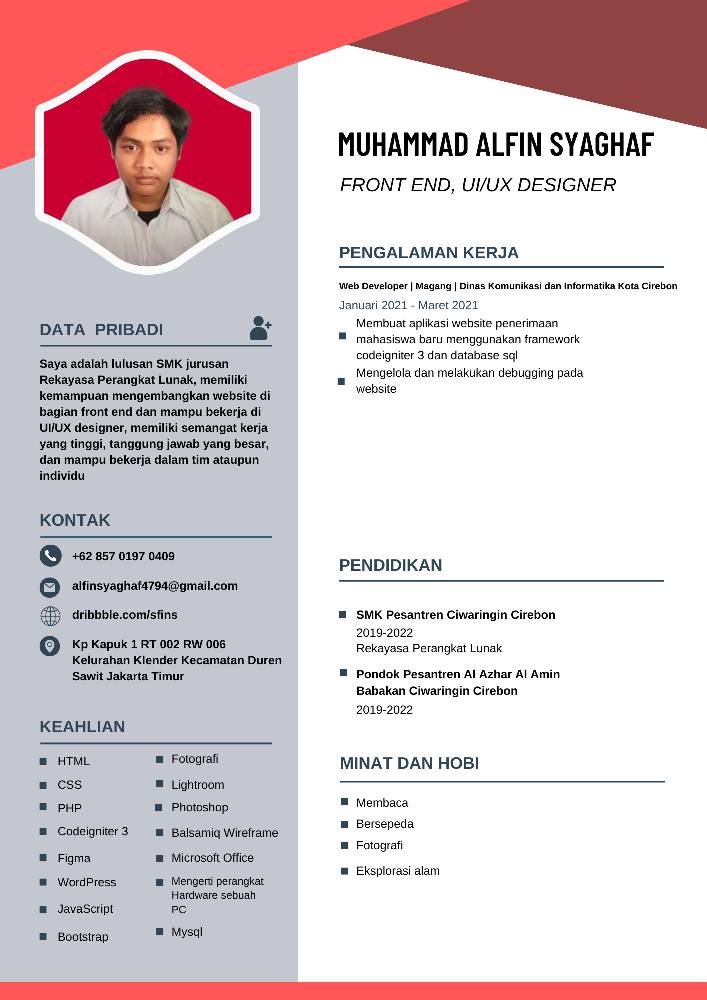 MUHAMMAD ALFIN SYAGHAF
FRONT END, UI/UX DESIGNER
DATA PRIBADI
Saya adalah lulusan SMK jurusan
Rekayasa Perangkat Lunak, memiliki
kemampuan mengembangkan website di
bagian front end dan mampu bekerja di
UI/UX designer, memiliki semangat kerja
yang tinggi, tanggung jawab yang besar,
dan mampu bekerja dalam tim ataupun
individu
KONTAK
+62 857 0197 0409
alfinsyaghaf4794@gmail.com
dribbble.com/sfins
Kp Kapuk 1 RT 002 RW 006
Kelurahan Klender Kecamatan Duren
Sawit Jakarta Timur
KEAHLIAN
HTML
CSS
PHP
Codeigniter 3
Figma
WordPress
JavaScript
Bootstrap
Fotografi
Lightroom
Photoshop
Balsamiq Wireframe
Microsoft Office
Mengerti perangkat
Hardware sebuah
PC
Mysql
PENGALAMAN KERJA
Web Developer | Magang | Dinas Komunikasi dan Informatika Kota Cirebon
Januari 2021 - Maret 2021
Membuat aplikasi website penerimaan
mahasiswa baru menggunakan framework
codeigniter 3 dan database sql
Mengelola dan melakukan debugging pada
website
PENDIDIKAN
SMK Pesantren Ciwaringin Cirebon
2019-2022
Rekayasa Perangkat Lunak
Pondok Pesantren Al Azhar Al Amin
Babakan Ciwaringin Cirebon
2019-2022
MINAT DAN HOBI
Membaca
Bersepeda
Fotografi
Eksplorasi alam